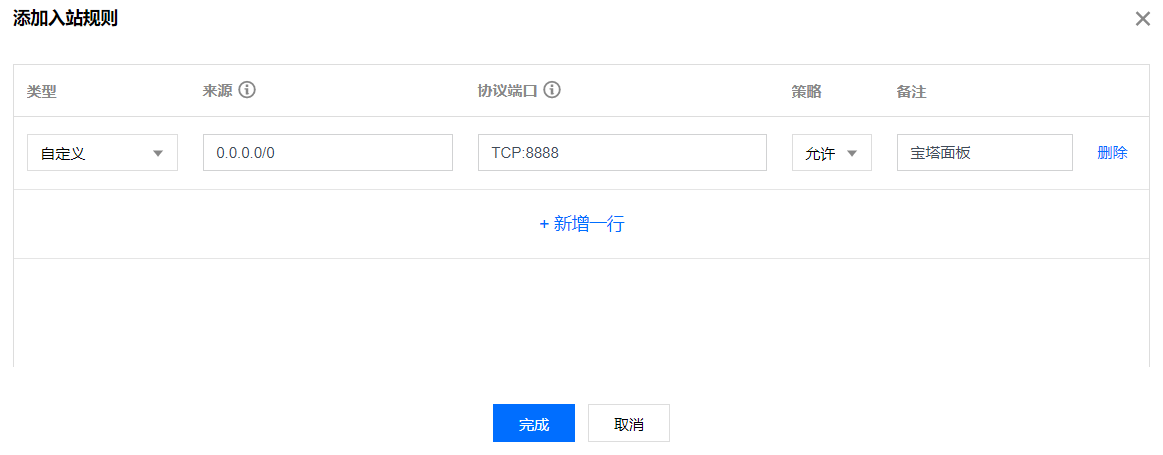 添加入站规则
类型 来源 协议端口 策略 备注
自定义 0.0.0.0/0 TCP:8888 允许 宝塔面板 删除
+ 新增一行
完成 取消